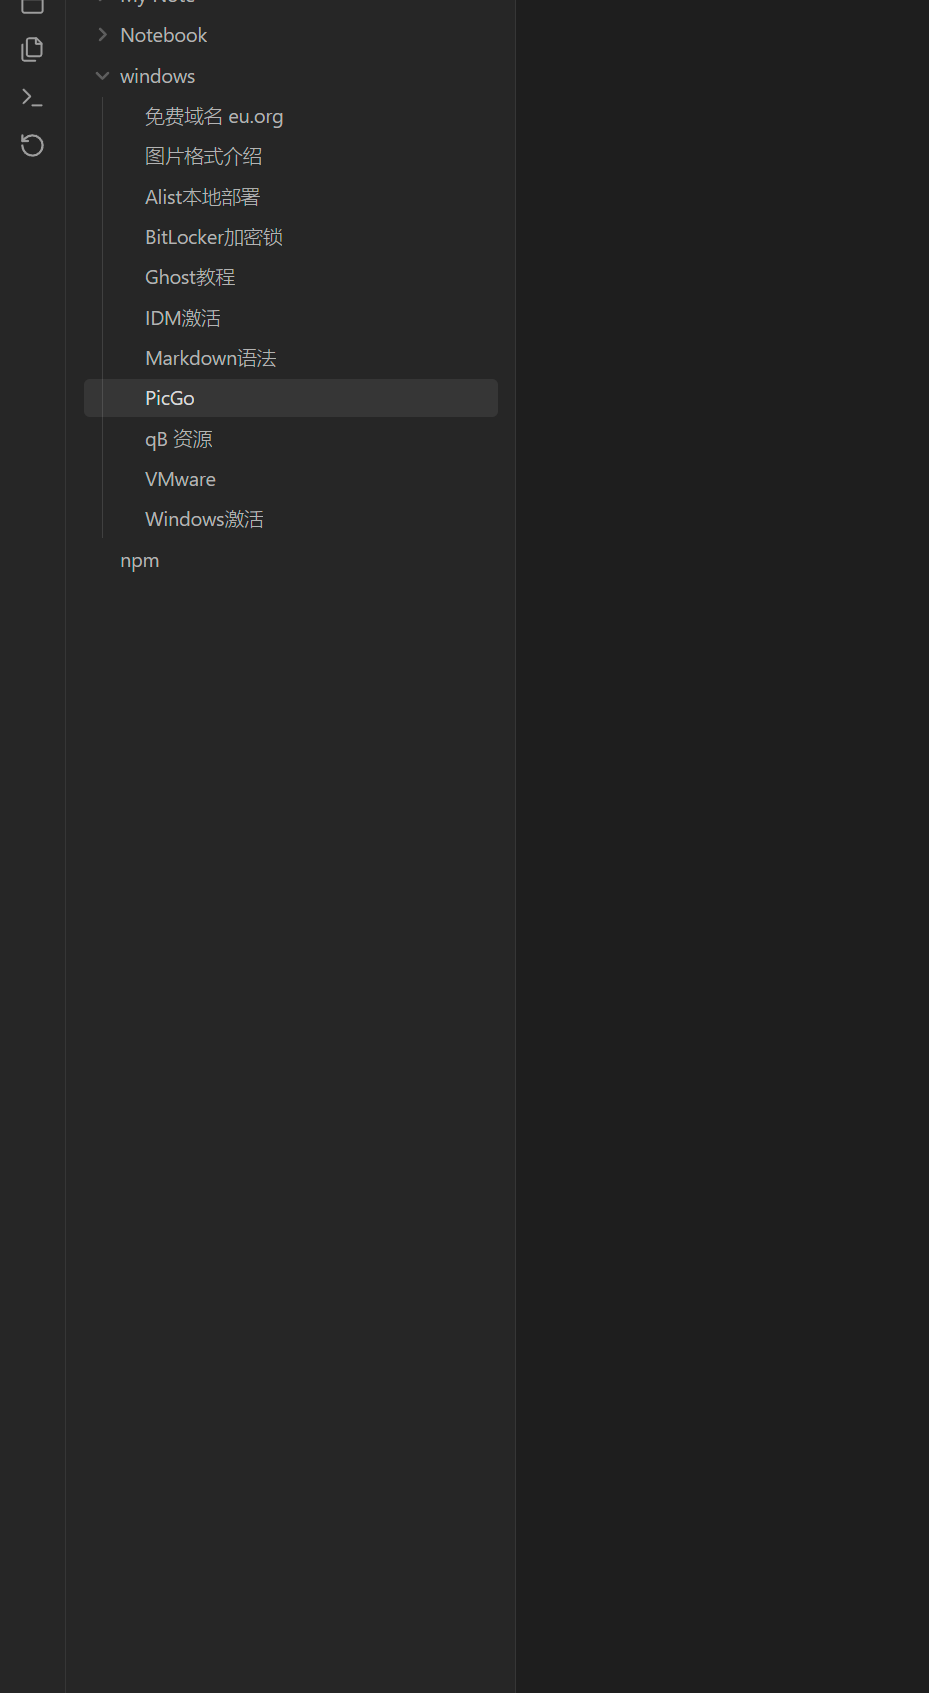 My Note
Notebook
windows
免费域名 eu.org
图片格式介绍
Alist本地部署
BitLocker加密锁
Ghost教程
IDM激活
Markdown语法
PicGo
qB 资源
VMware
Windows激活
npm